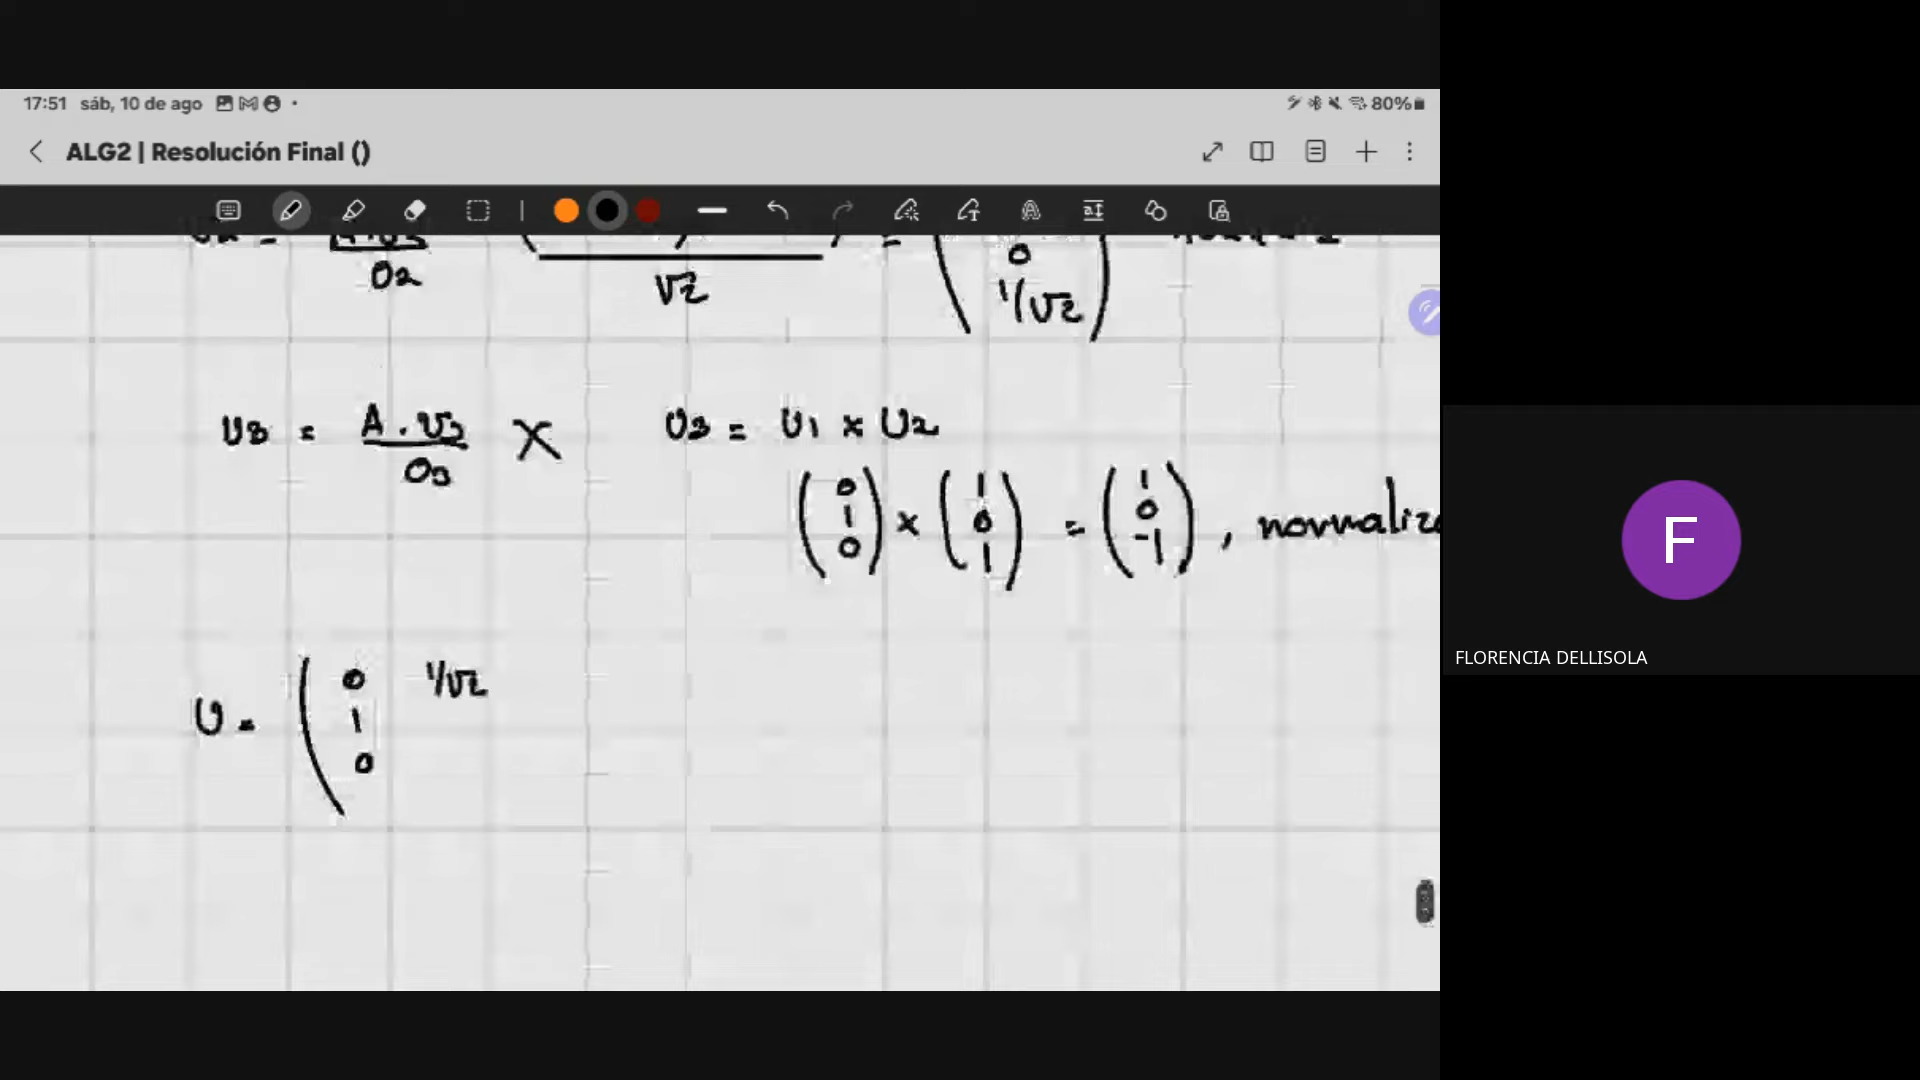 17:51 sáb, 10 de ago 80%
ALG2 | Resolución Final ()
σ2
√2
=
0
1/√2
U3 = A . V3 / σ3 X
U3 = U1 x U2
(0 1 0) x (1 0 1) = (1 0 -1), normalizo
U = ( 0 1/√2
1
0
F
FLORENCIA DELLISOLA